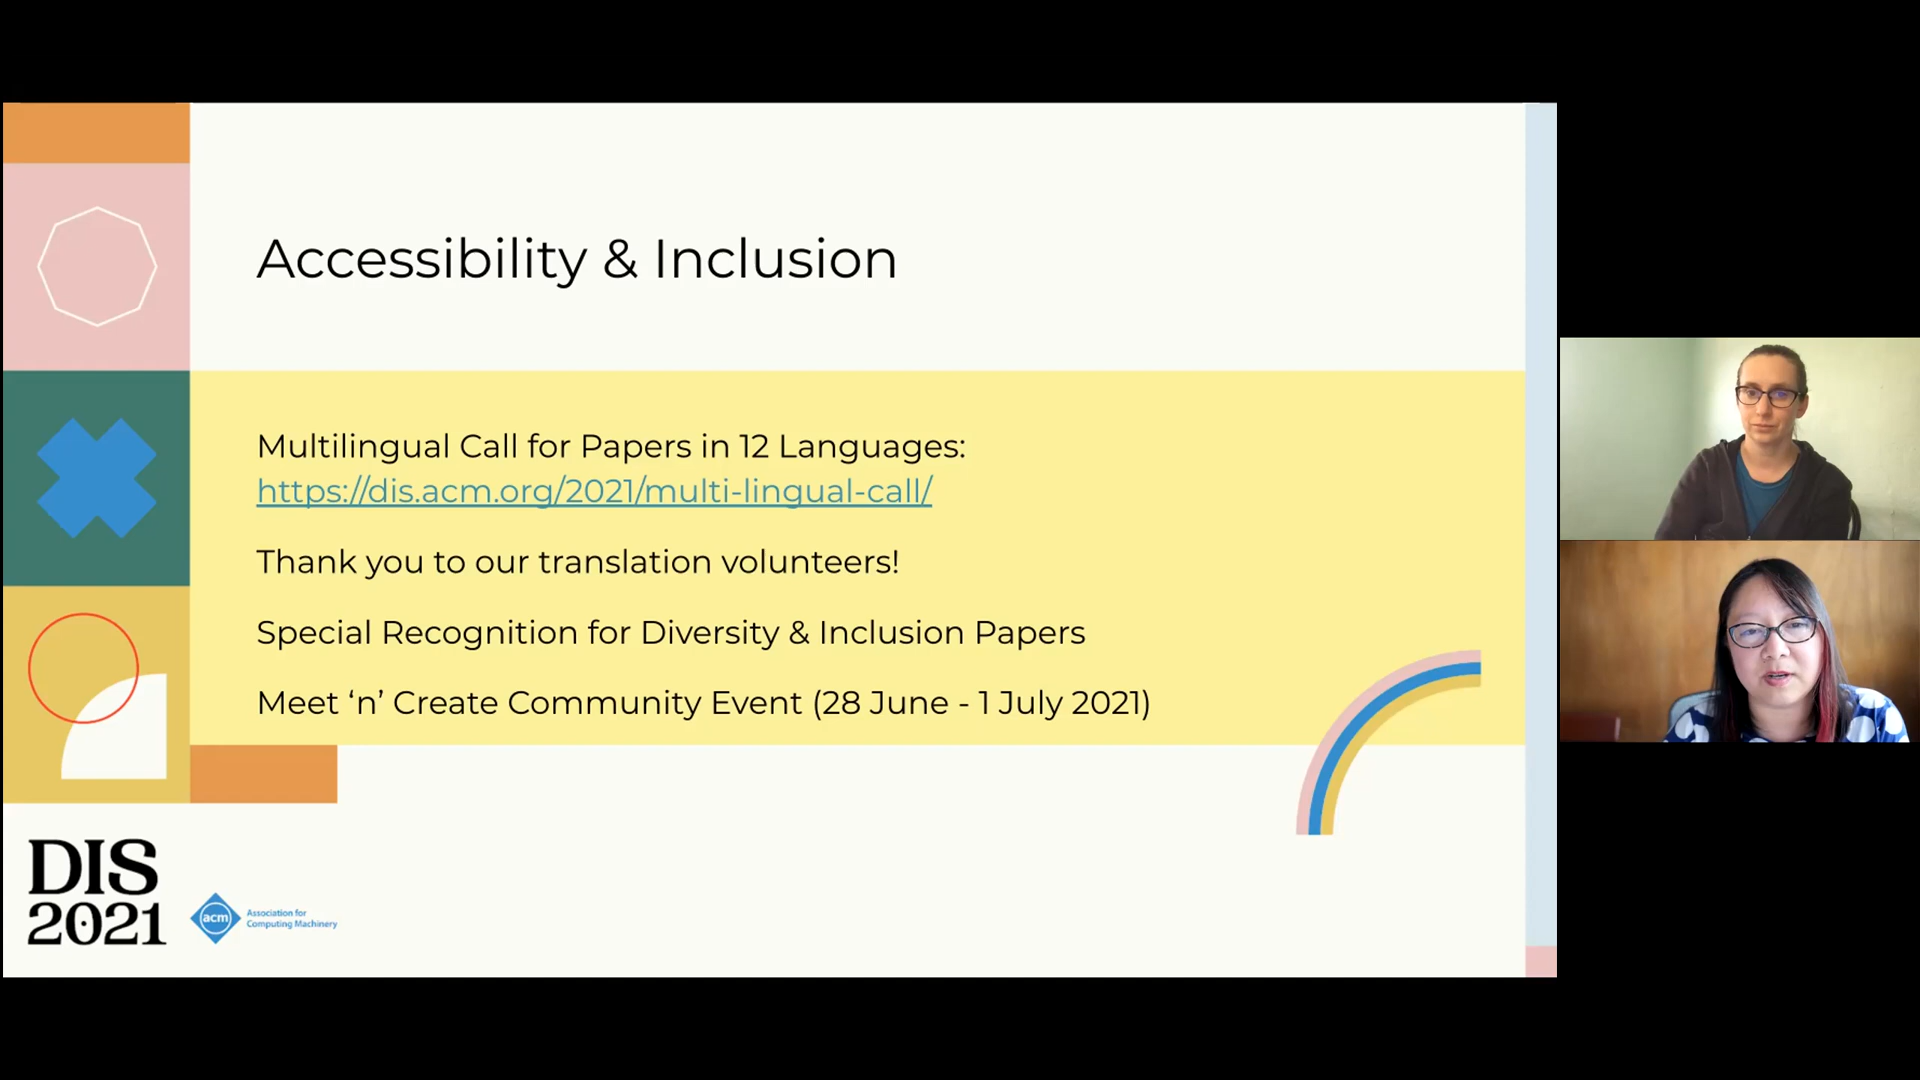 Accessibility & Inclusion
Multilingual Call for Papers in 12 Languages:
https://dis.acm.org/2021/multi-lingual-call/
Thank you to our translation volunteers!
Special Recognition for Diversity & Inclusion Papers
Meet ‘n’ Create Community Event (28 June - 1 July 2021)
DIS
2021
acm
Association for
Computing Machinery